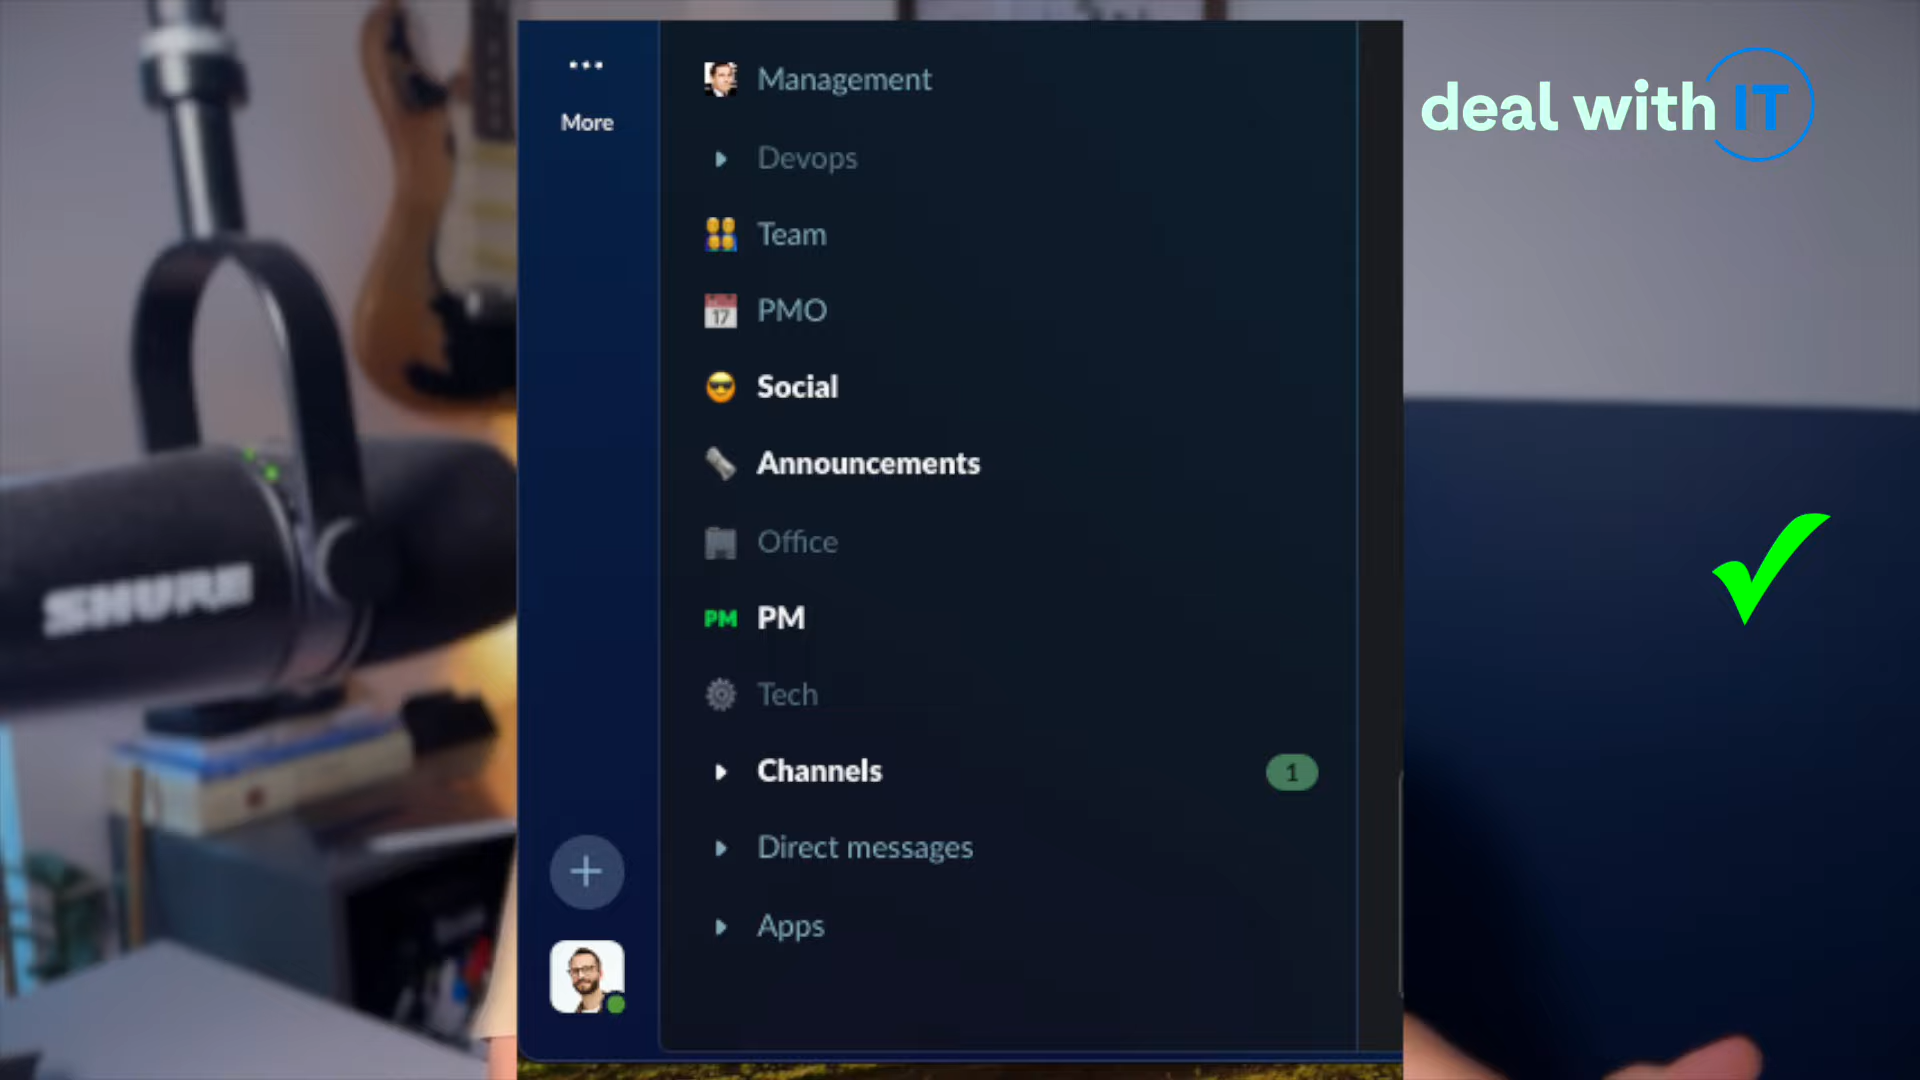 More
Management
Devops
Team
17
PMO
Social
Announcements
Office
PM PM
Tech
Channels
1
Direct messages
Apps
deal with IT
SHURE